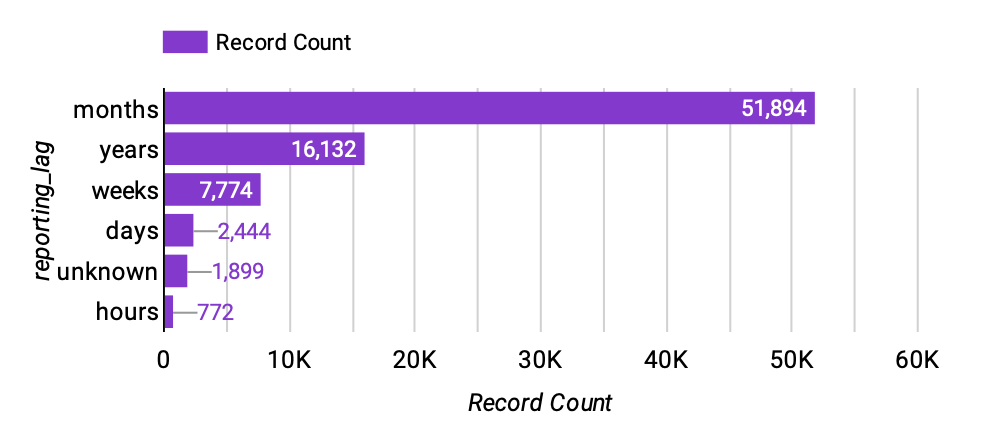 Record Count
reporting_lag
months 51,894
years 16,132
weeks 7,774
days 2,444
unknown 1,899
hours 772
0 10K 20K 30K 40K 50K 60K
Record Count